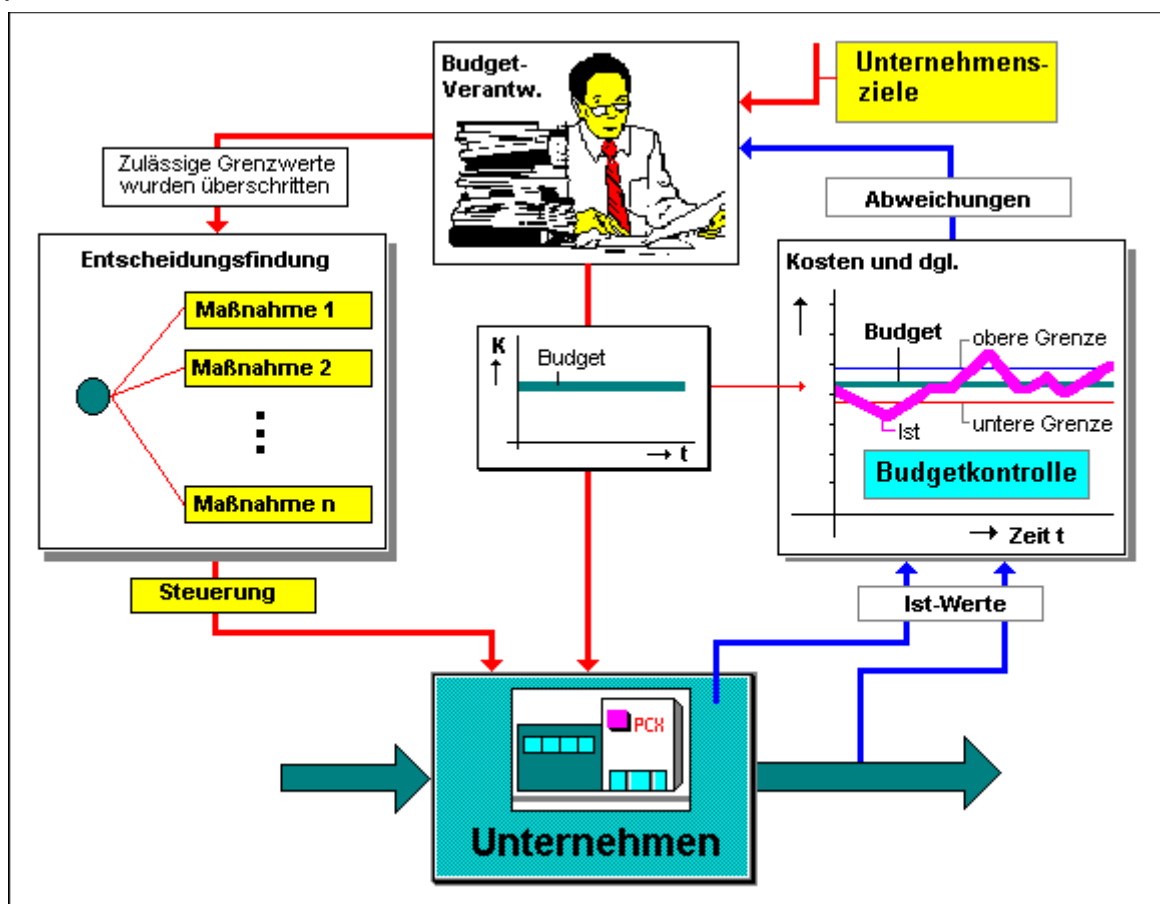 Budget-
Verantw.
Unternehmens-
ziele
Zulässige Grenzwerte
wurden überschritten
Abweichungen
Entscheidungsfindung
Maßnahme 1
Maßnahme 2
Maßnahme n
K
Budget
t
Kosten und dgl.
Budget
obere Grenze
Ist
untere Grenze
Budgetkontrolle
Zeit t
Steuerung
Ist-Werte
PCX
Unternehmen